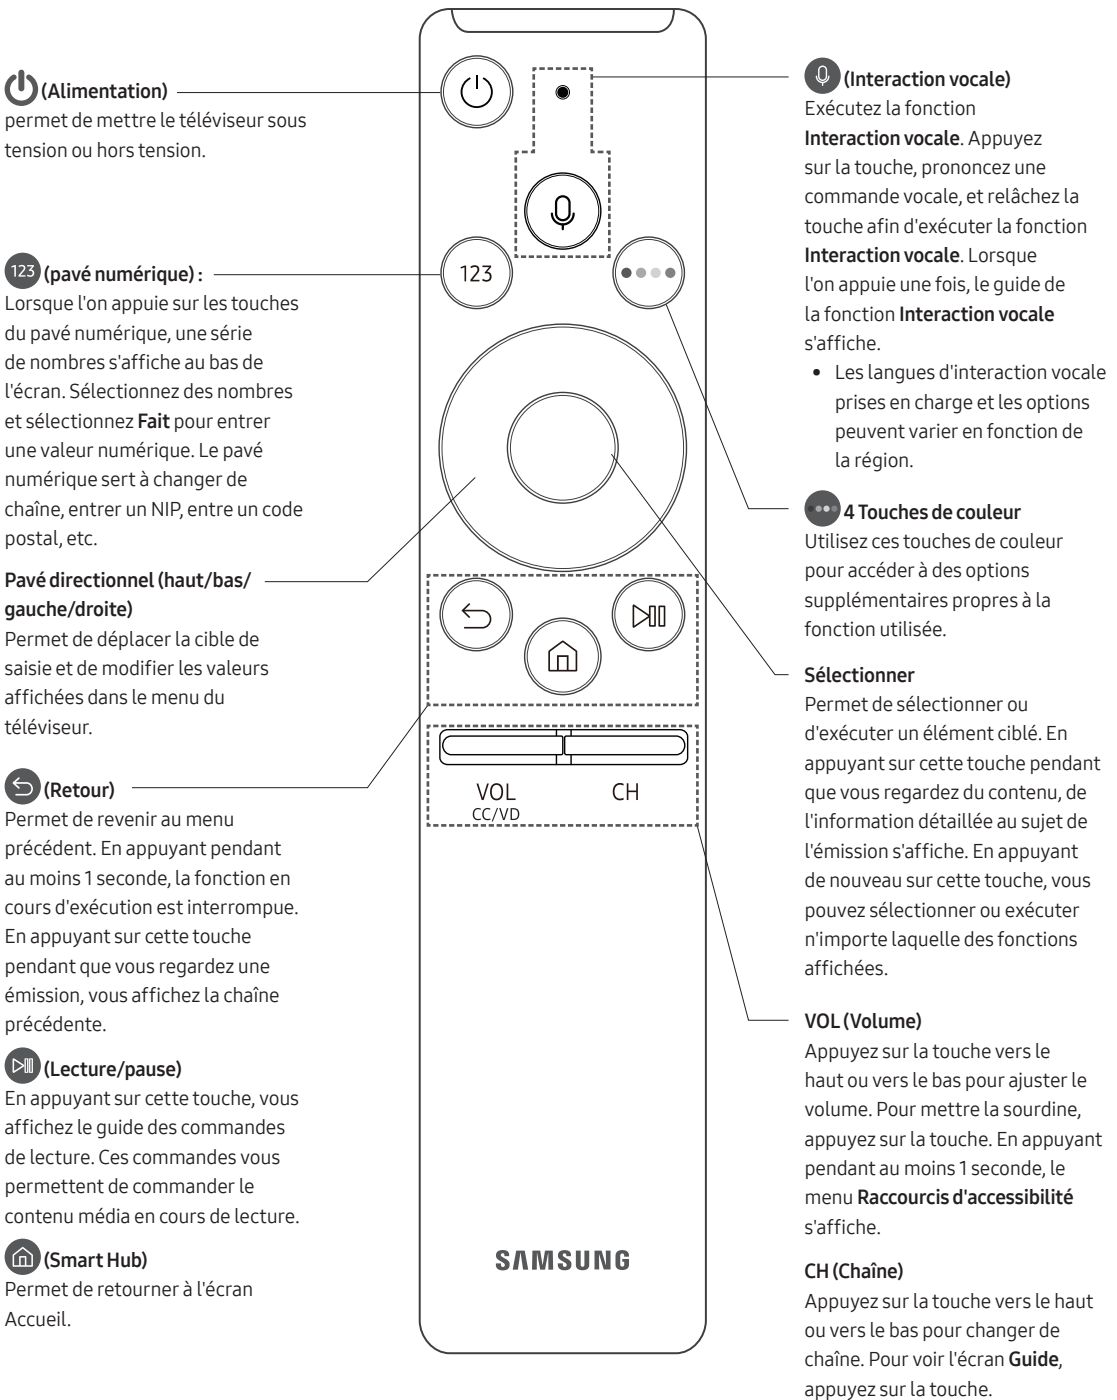 (Alimentation)
permet de mettre le téléviseur sous
tension ou hors tension.
123 (pavé numérique) :
Lorsque l'on appuie sur les touches
du pavé numérique, une série
de nombres s'affiche au bas de
l'écran. Sélectionnez des nombres
et sélectionnez Fait pour entrer
une valeur numérique. Le pavé
numérique sert à changer de
chaîne, entrer un NIP, entre un code
postal, etc.
Pavé directionnel (haut/bas/
gauche/droite)
Permet de déplacer la cible de
saisie et de modifier les valeurs
affichées dans le menu du
téléviseur.
(Retour)
Permet de revenir au menu
précédent. En appuyant pendant
au moins 1 seconde, la fonction en
cours d'exécution est interrompue.
En appuyant sur cette touche
pendant que vous regardez une
émission, vous affichez la chaîne
précédente.
(Lecture/pause)
En appuyant sur cette touche, vous
affichez le guide des commandes
de lecture. Ces commandes vous
permettent de commander le
contenu média en cours de lecture.
(Smart Hub)
Permet de retourner à l'écran
Accueil.
123
VOL
CC/VD
CH
SAMSUNG
(Interaction vocale)
Exécutez la fonction
Interaction vocale. Appuyez
sur la touche, prononcez une
commande vocale, et relâchez la
touche afin d'exécuter la fonction
Interaction vocale. Lorsque
l'on appuie une fois, le guide de
la fonction Interaction vocale
s'affiche.
• Les langues d'interaction vocale
prises en charge et les options
peuvent varier en fonction de
la région.
4 Touches de couleur
Utilisez ces touches de couleur
pour accéder à des options
supplémentaires propres à la
fonction utilisée.
Sélectionner
Permet de sélectionner ou
d'exécuter un élément ciblé. En
appuyant sur cette touche pendant
que vous regardez du contenu, de
l'information détaillée au sujet de
l'émission s'affiche. En appuyant
de nouveau sur cette touche, vous
pouvez sélectionner ou exécuter
n'importe laquelle des fonctions
affichées.
VOL (Volume)
Appuyez sur la touche vers le
haut ou vers le bas pour ajuster le
volume. Pour mettre la sourdine,
appuyez sur la touche. En appuyant
pendant au moins 1 seconde, le
menu Raccourcis d'accessibilité
s'affiche.
CH (Chaîne)
Appuyez sur la touche vers le haut
ou vers le bas pour changer de
chaîne. Pour voir l'écran Guide,
appuyez sur la touche.